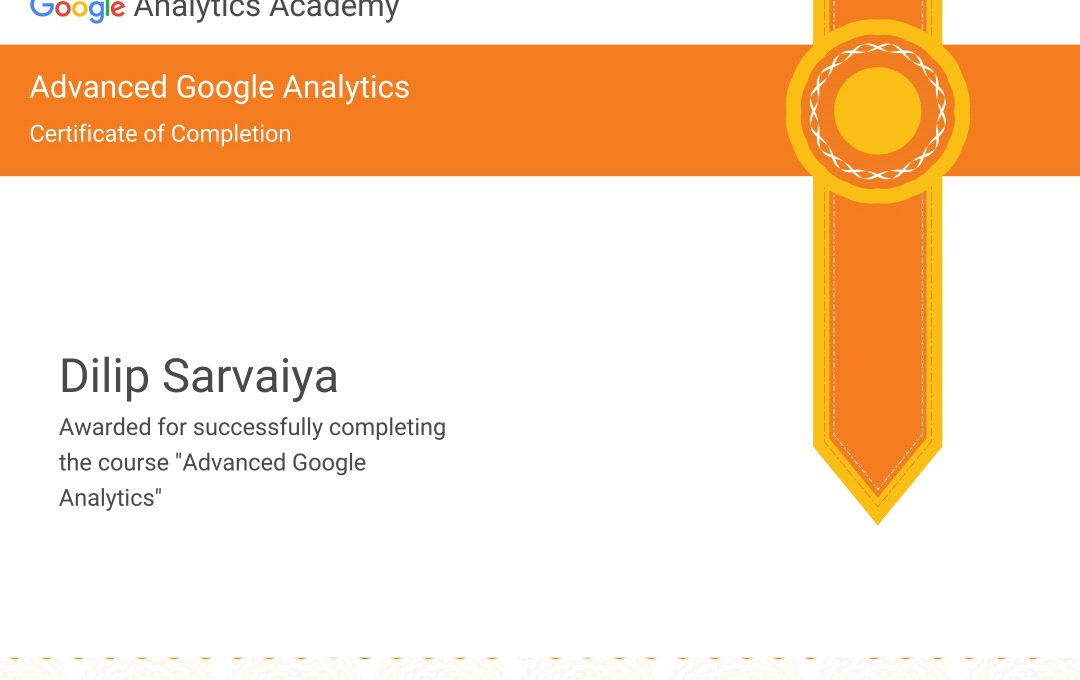 Google Analytics Academy
Advanced Google Analytics
Certificate of Completion
Dilip Sarvaiya
Awarded for successfully completing
the course "Advanced Google
Analytics"